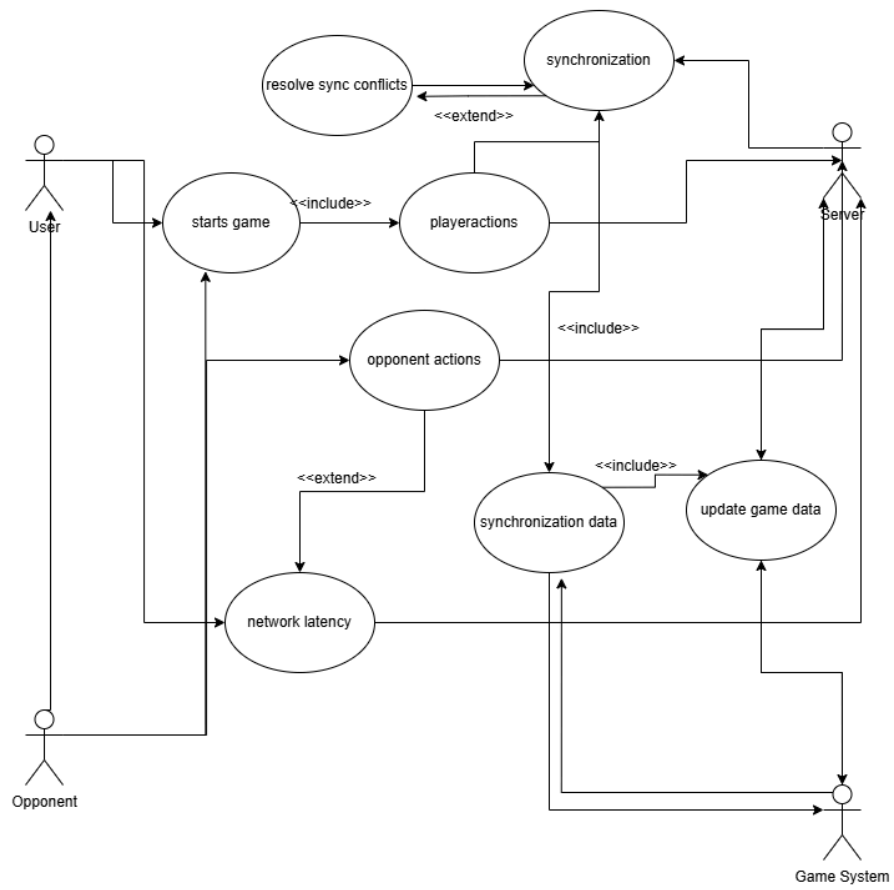 synchronization
resolve sync conflicts
<<extend>>
<<include>>
User
starts game
playeractions
Server
<<include>>
opponent actions
<<include>>
<<extend>>
synchronization data
update game data
network latency
Opponent
Game System